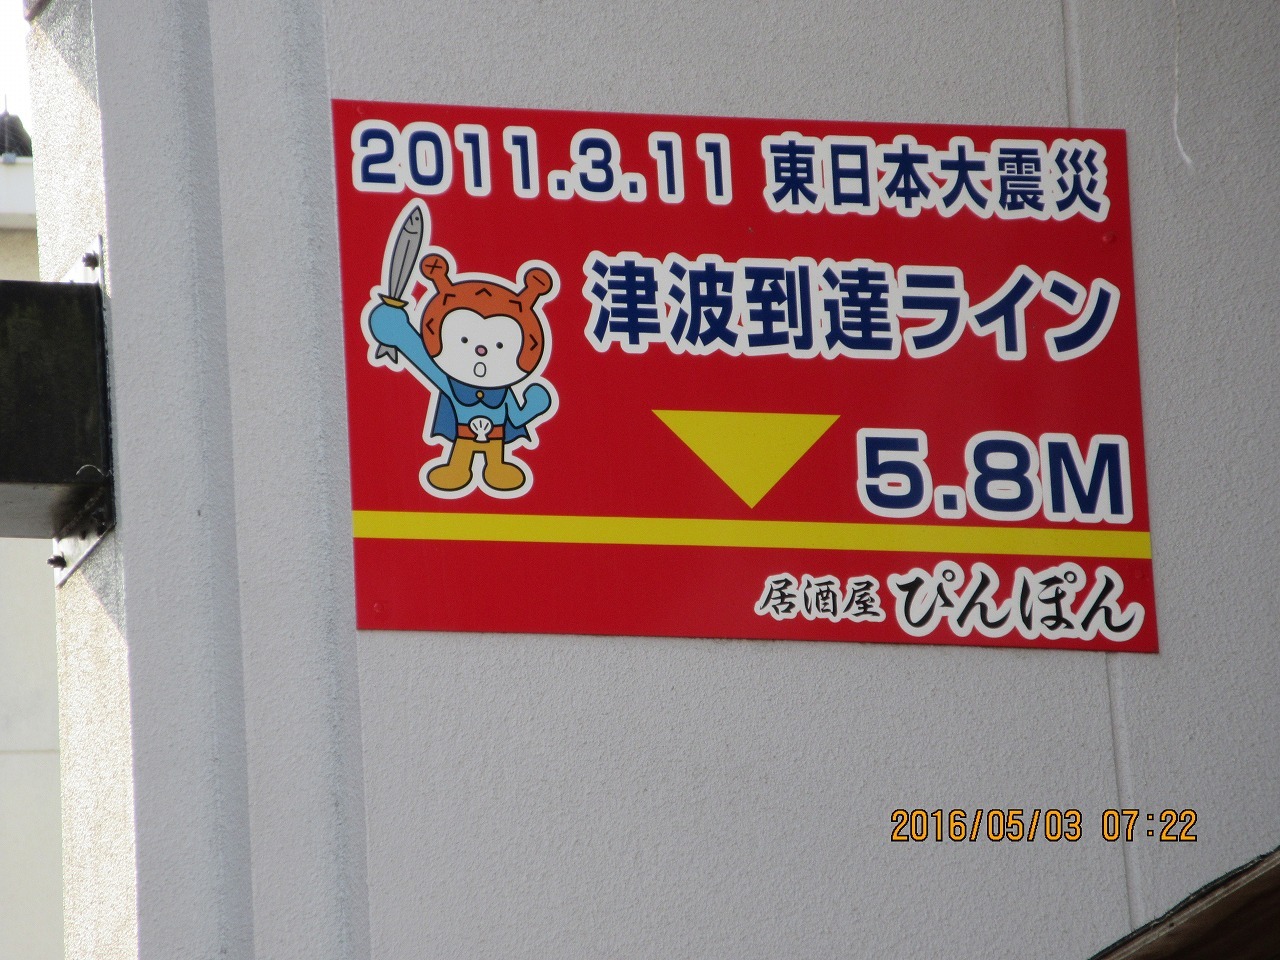 2011.3.11 東日本大震災
津波到達ライン
5.8M
居酒屋 ぴんぽん
2016/05/03 07:22